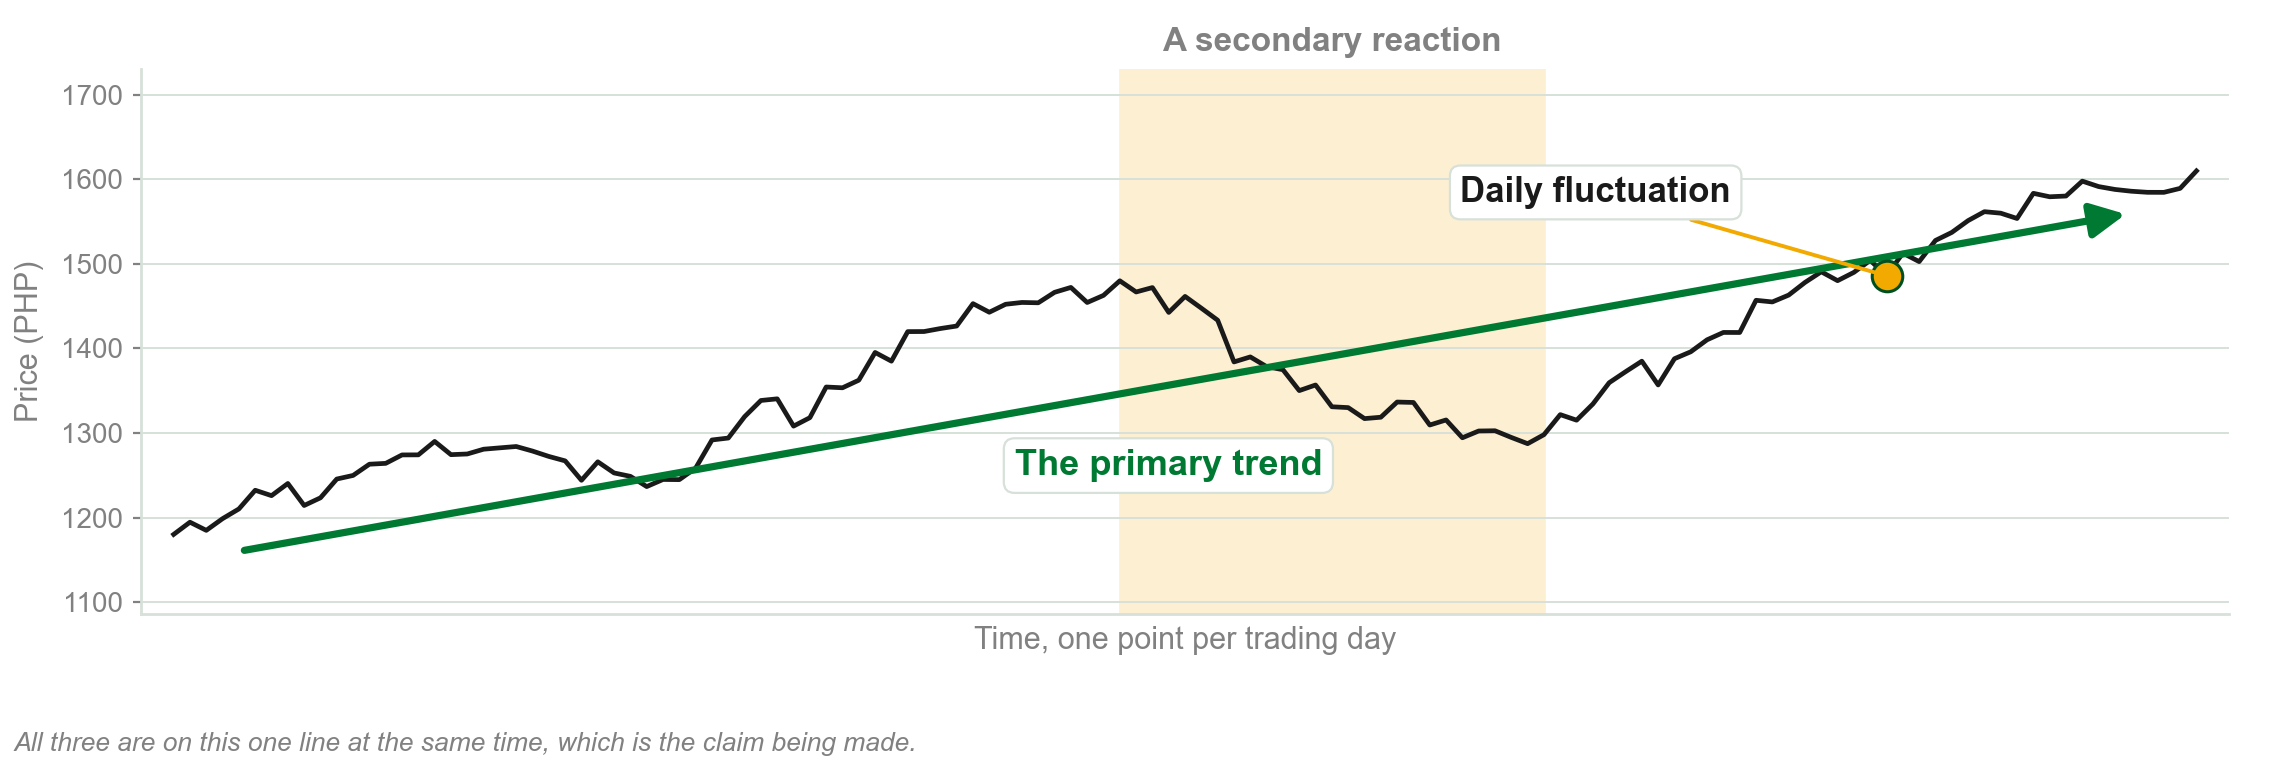 A secondary reaction
1700
1600
1500
1400
1300
1200
1100
Price (PHP)
Daily fluctuation
The primary trend
Time, one point per trading day
All three are on this one line at the same time, which is the claim being made.